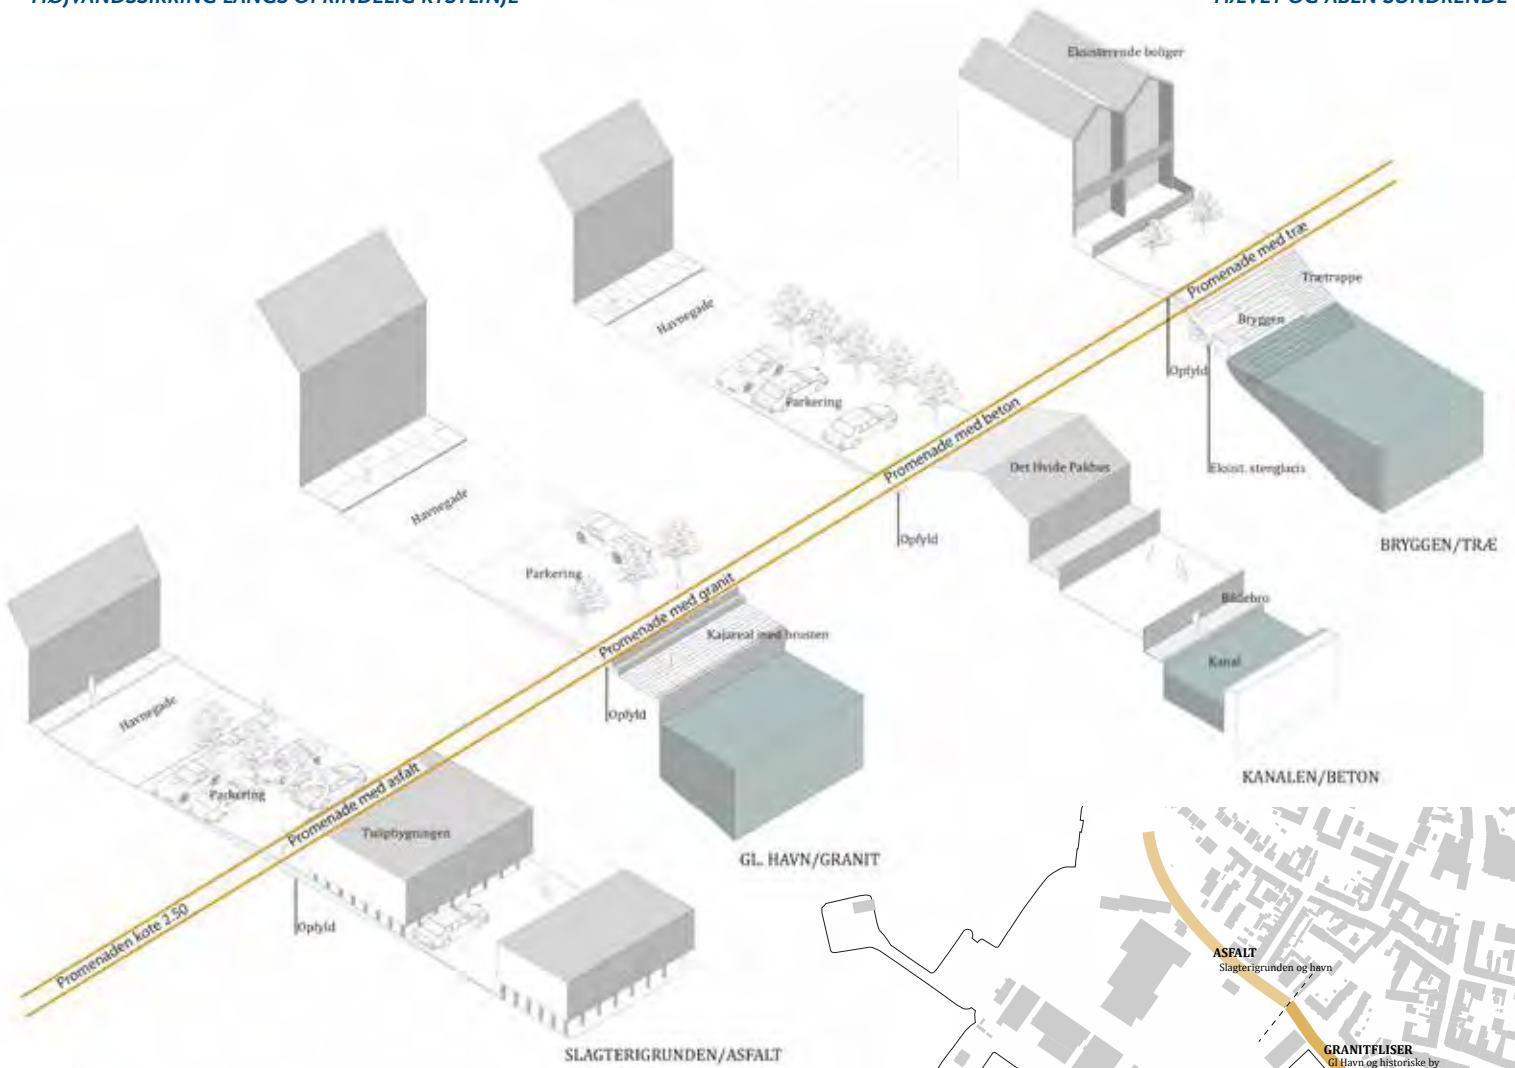 HØJVANDSSIKRING LANGS OPRINDELIG KYSTLINJE
HÆVET OG ÅBEN SUNDRENDE
Eksisterende boliger
Promenade med træ
Trætrappe
Bryggen
Opfyld
Eksist. stenglacis
BRYGGEN/TRÆ
Havnegade
Parkering
Promenade med beton
Det Hvide Pakhus
Opfyld
Bildebro
Kanal
KANALEN/BETON
Havnegade
Parkering
Promenade med granit
Kajareal med brosten
Opfyld
GL. HAVN/GRANIT
Havnegade
Parkering
Promenade med asfalt
Tulipbygningen
Promenaden kote 2.50
Opfyld
SLAGTERIGRUNDEN/ASFALT
ASFALT
Slagterigrunden og havn
GRANITFLISER
Gl Havn og historiske by